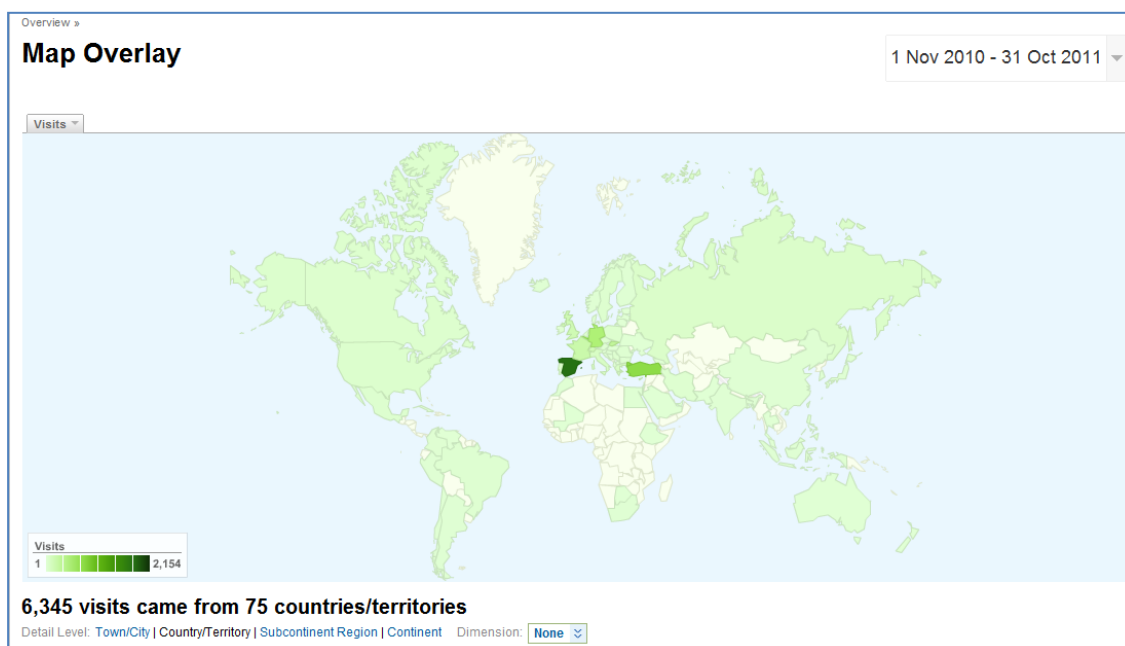 Overview »
Map Overlay
1 Nov 2010 - 31 Oct 2011
Visits
Visits
1 2,154
6,345 visits came from 75 countries/territories
Detail Level: Town/City | Country/Territory | Subcontinent Region | Continent Dimension: None